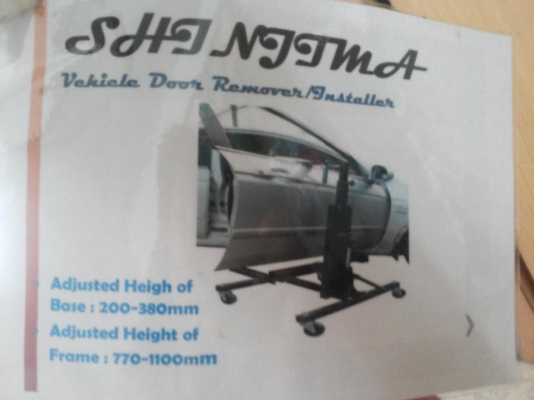 SHINJIMA
Vehicle Door Remover/Installer
Adjusted Heigh of
Base : 200-380mm
Adjusted Height of
Frame : 770-1100mm